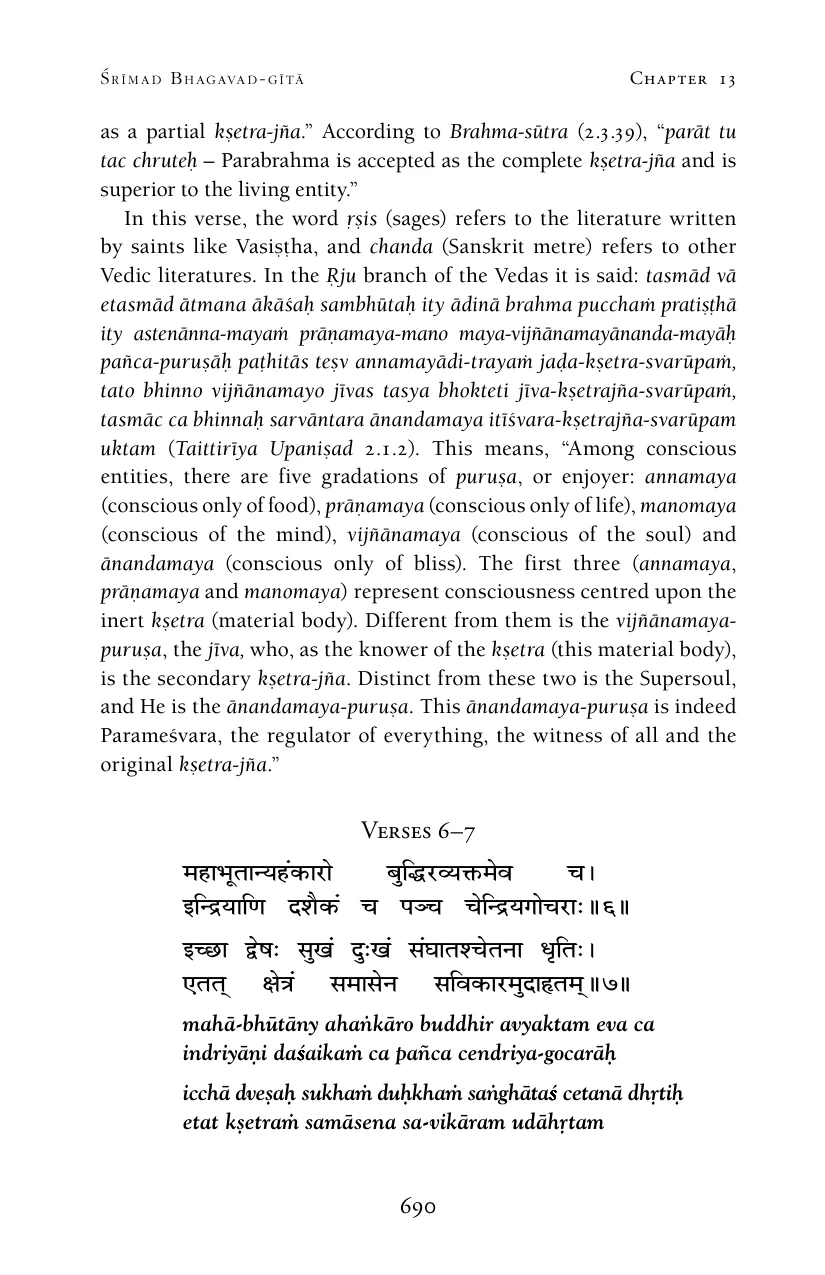 Śrīmad Bhagavad-gītā Chapter 13
as a partial kṣetra-jña.” According to Brahma-sūtra (2.3.39), “parāt tu
tac chruteḥ – Parabrahma is accepted as the complete kṣetra-jña and is
superior to the living entity.”
In this verse, the word ṛṣis (sages) refers to the literature written
by saints like Vasiṣṭha, and chanda (Sanskrit metre) refers to other
Vedic literatures. In the Ṛju branch of the Vedas it is said: tasmād vā
etasmād ātmana ākāśaḥ sambhūtaḥ ity ādinā brahma pucchaṁ pratiṣṭhā
ity astenānna-mayaṁ prāṇamaya-mano maya-vijñānamayānanda-mayāḥ
pañca-puruṣāḥ paṭhitās teṣv annamayādi-trayaṁ jaḍa-kṣetra-svarūpaṁ,
tato bhinno vijñānamayo jīvas tasya bhokteti jīva-kṣetrajña-svarūpaṁ,
tasmāc ca bhinnaḥ sarvāntara ānandamaya itīśvara-kṣetrajña-svarūpam
uktam (Taittirīya Upaniṣad 2.1.2). This means, “Among conscious
entities, there are five gradations of puruṣa, or enjoyer: annamaya
(conscious only of food), prāṇamaya (conscious only of life), manomaya
(conscious of the mind), vijñānamaya (conscious of the soul) and
ānandamaya (conscious only of bliss). The first three (annamaya,
prāṇamaya and manomaya) represent consciousness centred upon the
inert kṣetra (material body). Different from them is the vijñānamaya-
puruṣa, the jīva, who, as the knower of the kṣetra (this material body),
is the secondary kṣetra-jña. Distinct from these two is the Supersoul,
and He is the ānandamaya-puruṣa. This ānandamaya-puruṣa is indeed
Parameśvara, the regulator of everything, the witness of all and the
original kṣetra-jña.”
Verses 6–7
महाभूतान्यहंकारो बुद्धिरव्यक्तमेव च।
इन्द्रियाणि दशैकं च पञ्च चेन्द्रियगोचराः॥६॥
इच्छा द्वेषः सुखं दुःखं संघातश्चेतना धृतिः।
एतत् क्षेत्रं समासेन सविकारमुदाहृतम्॥७॥
mahā-bhūtāny ahaṅkāro buddhir avyaktam eva ca
indriyāṇi daśaikaṁ ca pañca cendriya-gocarāḥ
icchā dveṣaḥ sukhaṁ duḥkhaṁ saṅghātaś cetanā dhṛtiḥ
etat kṣetraṁ samāsena sa-vikāram udāhṛtam
690